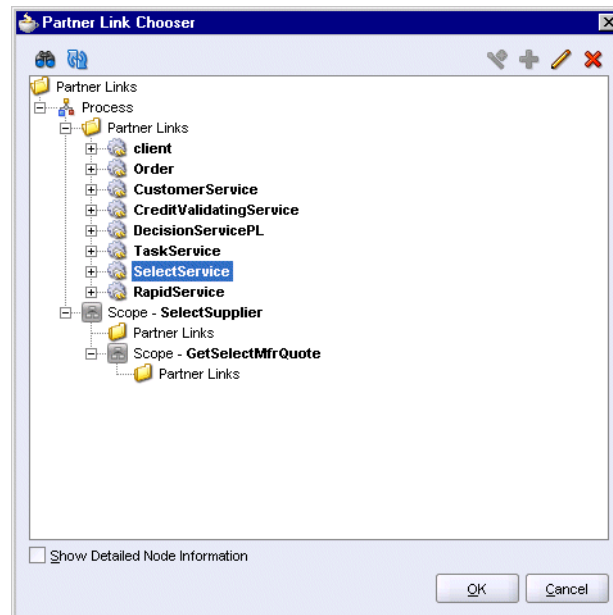 Partner Link Chooser
Partner Links
Process
Partner Links
client
Order
CustomerService
CreditValidatingService
DecisionServicePL
TaskService
SelectService
RapidService
Scope - SelectSupplier
Partner Links
Scope - GetSelectMfrQuote
Partner Links
Show Detailed Node Information
OK Cancel